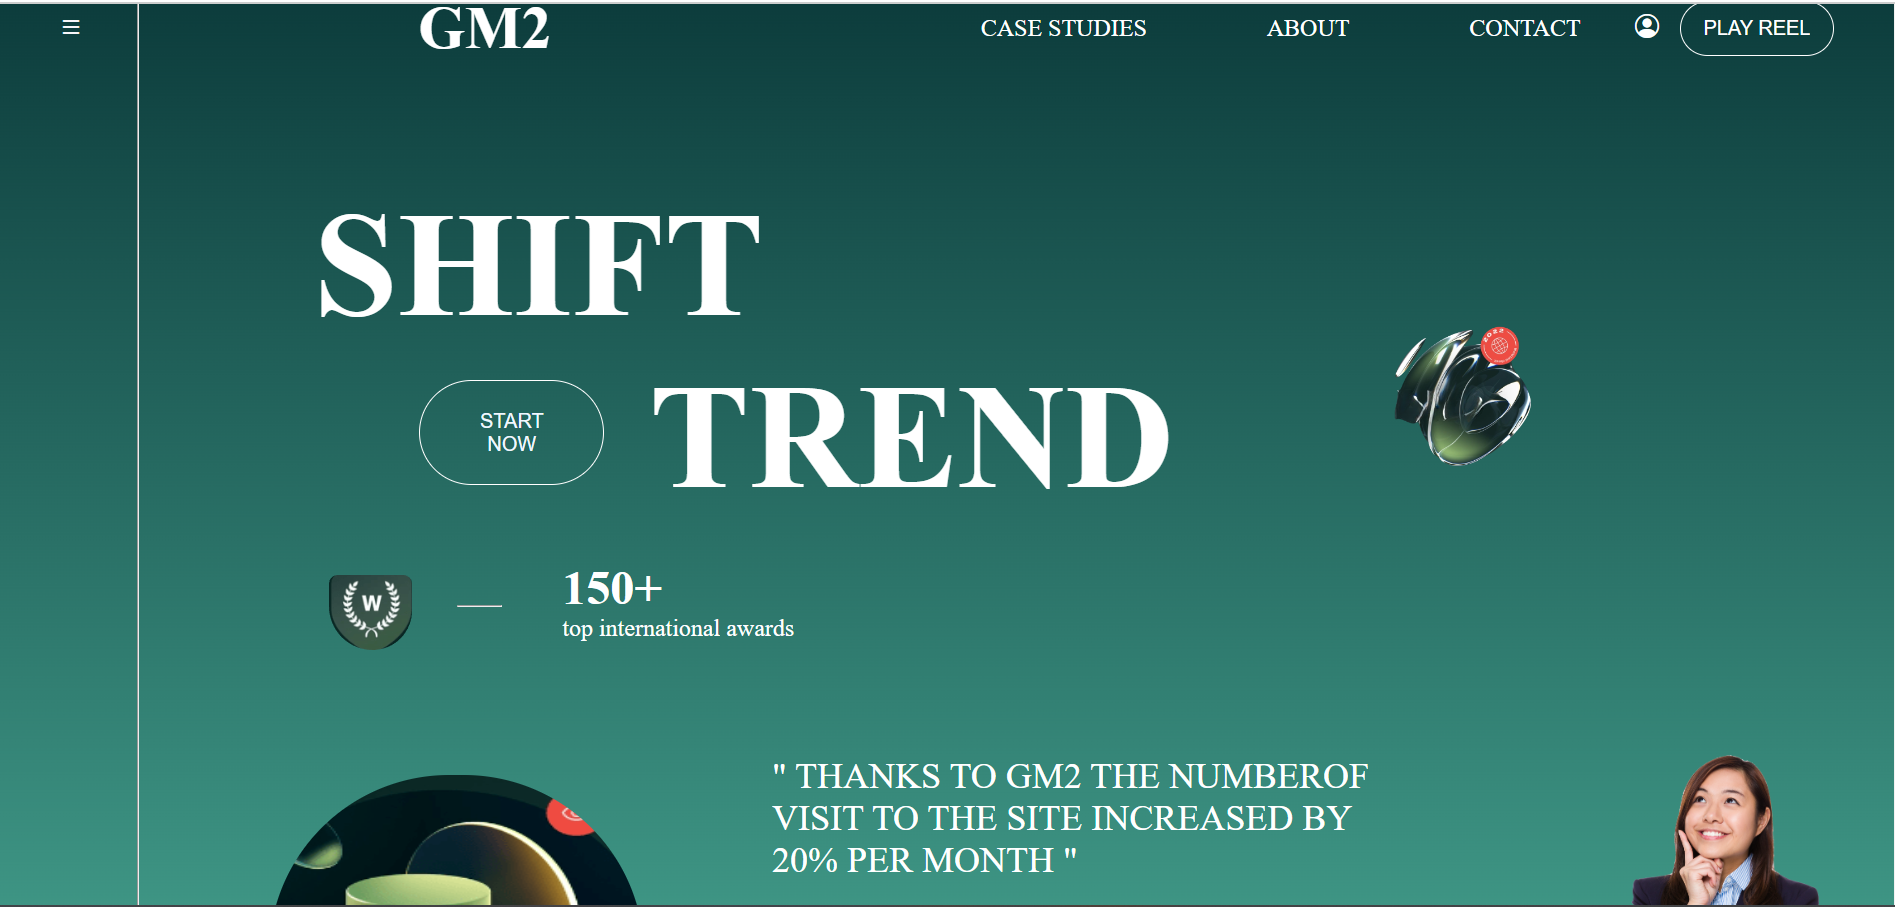 GM2
CASE STUDIES
ABOUT
CONTACT
PLAY REEL
SHIFT
START
NOW
TREND
2022
W
150+
top international awards
" THANKS TO GM2 THE NUMBEROF
VISIT TO THE SITE INCREASED BY
20% PER MONTH "